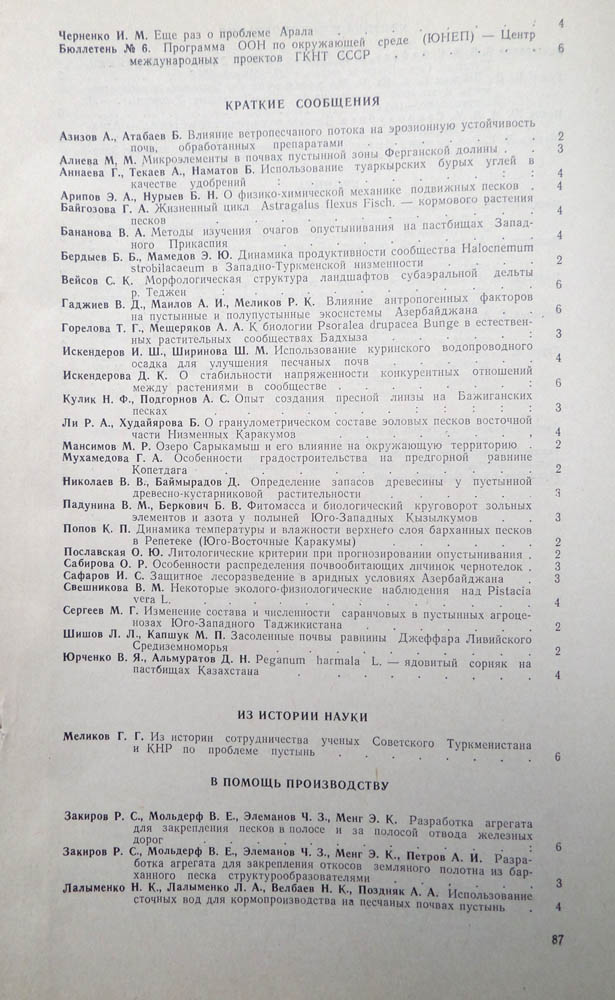 Черненко И. М. Еще раз о проблеме Арала . . . . . . . 4
Бюллетень № 6. Программа ООН по окружающей среде (ЮНЕП) — Центр
международных проектов ГКНТ СССР . . . . . . 6
КРАТКИЕ СООБЩЕНИЯ
Азизов А., Атабаев Б. Влияние ветропесчаного потока на эрозионную устойчивость
почв, обработанных препаратами . . . . . . . 2
Алиева М. М. Микроэлементы в почвах пустынной зоны Ферганской долины . . 3
Аннаева Г., Текаев А., Наматов Б. Использование туаркырских бурых углей в
качестве удобрений . . . . . . . . 4
Арипов Э. А., Нурыев Б. Н. О физико-химической механике подвижных песков . 4
Байгозова Г. А. Жизненный цикл Astragalus flexus Fisch. — кормового растения
песков . . . . . . . . . 4
Бананова В. А. Методы изучения очагов опустынивания на пастбищах Запад-
ного Прикаспия . . . . . . . . 4
Бердыев Б. Б., Мамедов Э. Ю. Динамика продуктивности сообщества Halocnemum
strobilacaeum в Западно-Туркменской низменности . . . . 2
Вейсов С. К. Морфологическая структура ландшафтов субаэральной дельты
р. Теджен . . . . . . . . 6
Гаджиев В. Д., Маилов А. И., Меликов Р. К. Влияние антропогенных факторов
на пустынные и полупустынные экосистемы Азербайджана . . . 6
Горелова Т. Г., Мещеряков А. А. К биологии Psoralea drupacea Bunge в естествен-
ных растительных сообществах Бадхыза . . . . . 3
Искендеров И. Ш., Ширинова Ш. М. Использование куринского водопроводного
осадка для улучшения песчаных почв . . . . . . 4
Искендерова Д. К. О стабильности напряженности конкурентных отношений
между растениями в сообществе . . . . . . . 6
Кулик Н. Ф., Подгорнов А. С. Опыт создания пресной линзы на Бажиганских
песках . . . . . . . . . 3
Ли Р. А., Худайярова Б. О гранулометрическом составе эоловых песков восточной
части Низменных Каракумов . . . . . . . 4
Мансимов М. Р. Озеро Сарыкамыш и его влияние на окружающую территорию . 2
Мухамедова Г. А. Особенности градостроительства на предгорной равнине
Копетдага . . . . . . . . . 2
Николаев В. В., Баймырадов Д. Определение запасов древесины у пустынной
древесно-кустарниковой растительности . . . . . 3
Падунина В. М., Беркович Б. В. Фитомасса и биологический круговорот зольных
элементов и азота у полыней Юго-Западных Кызылкумов . . . 3
Попов К. П. Динамика температуры и влажности верхнего слоя барханных песков
в Репетеке (Юго-Восточные Каракумы) . . . . . 2
Пославская О. Ю. Литологические критерии при прогнозировании опустынивания . 2
Сабирова О. Р. Особенности распределения почвообитающих личинок чернотелок . 3
Сафаров И. С. Защитное лесоразведение в аридных условиях Азербайджана . 3
Свешникова В. М. Некоторые эколого-физиологические наблюдения над Pistacia
vera L. . . . . . . . . . 4
Сергеев М. Г. Изменение состава и численности саранчовых в пустынных агроце-
нозах Юго-Западного Таджикистана . . . . . . 2
Шишов Л. Л., Капшук М. П. Засоленные почвы равнины Джеффара Ливийского
Средиземноморья . . . . . . . . 2
Юрченко В. Я., Альмуратов Д. Н. Peganum harmala L. — ядовитый сорняк на
пастбищах Казахстана . . . . . . . 4
ИЗ ИСТОРИИ НАУКИ
Меликов Г. Г. Из истории сотрудничества ученых Советского Туркменистана
и КНР по проблеме пустынь . . . . . . . 6
В ПОМОЩЬ ПРОИЗВОДСТВУ
Закиров Р. С., Мольдерф В. Е., Элеманов Ч. З., Менг Э. К. Разработка агрегата
для закрепления песков в полосе и за полосой отвода железных
дорог . . . . . . . . . 6
Закиров Р. С., Мольдерф В. Е., Элеманов Ч. З., Менг Э. К., Петров А. И. Разра-
ботка агрегата для закрепления откосов земляного полотна из бар-
ханного песка структурообразователями . . . . . 3
Лалыменко Н. К., Лалыменко Л. А., Велбаев Н. К., Поздняк А. А. Использование
сточных вод для кормопроизводства на песчаных почвах пустынь . 4
87